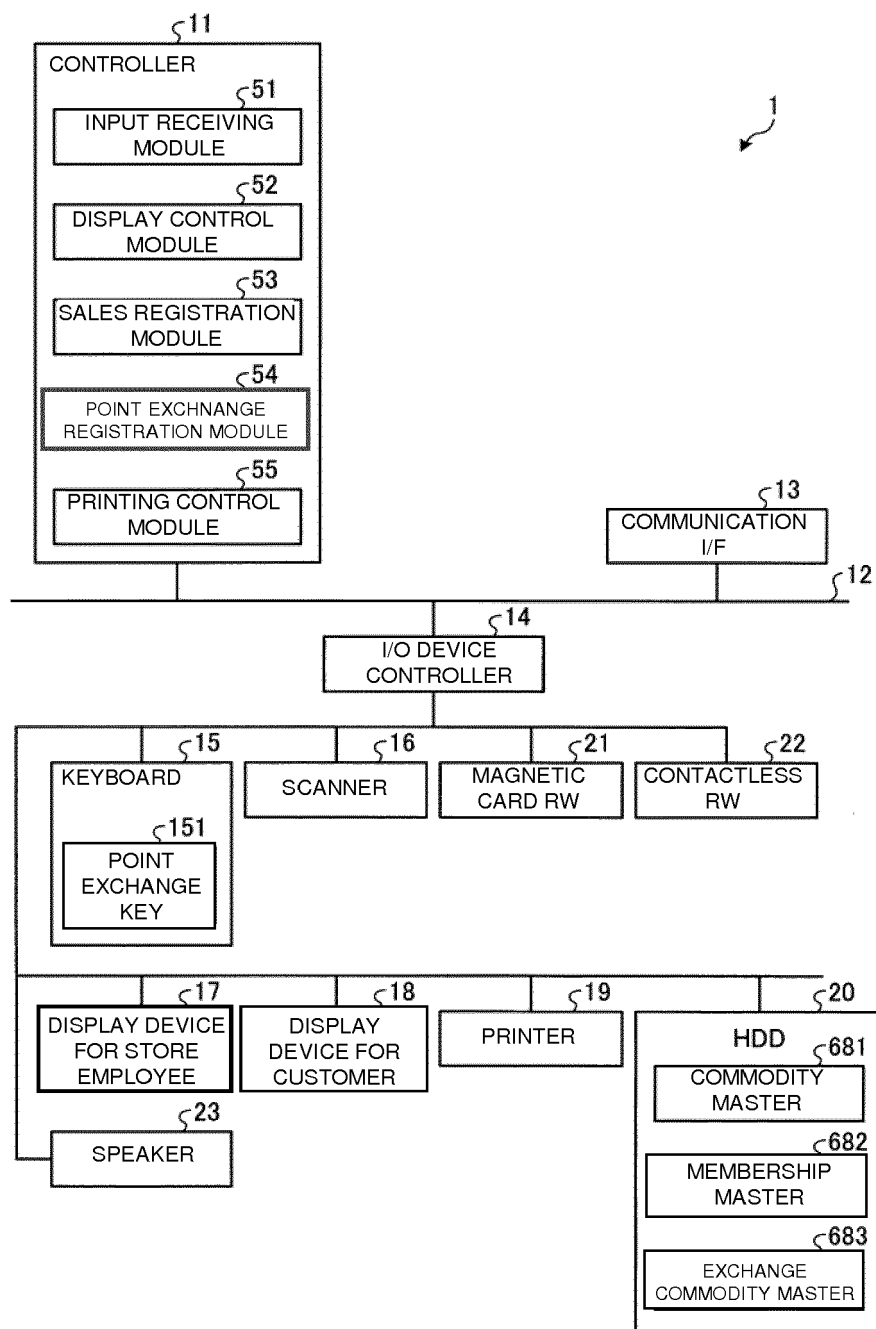 11
CONTROLLER
51
INPUT RECEIVING
MODULE
1
52
DISPLAY CONTROL
MODULE
53
SALES REGISTRATION
MODULE
54
POINT EXCHNANGE
REGISTRATION MODULE
55
PRINTING CONTROL
MODULE
13
COMMUNICATION
I/F
12
14
I/O DEVICE
CONTROLLER
15
KEYBOARD
151
POINT
EXCHANGE
KEY
16
SCANNER
21
MAGNETIC
CARD RW
22
CONTACTLESS
RW
17
DISPLAY DEVICE
FOR STORE
EMPLOYEE
18
DISPLAY
DEVICE FOR
CUSTOMER
19
PRINTER
20
HDD
681
COMMODITY
MASTER
682
MEMBERSHIP
MASTER
683
EXCHANGE
COMMODITY MASTER
23
SPEAKER